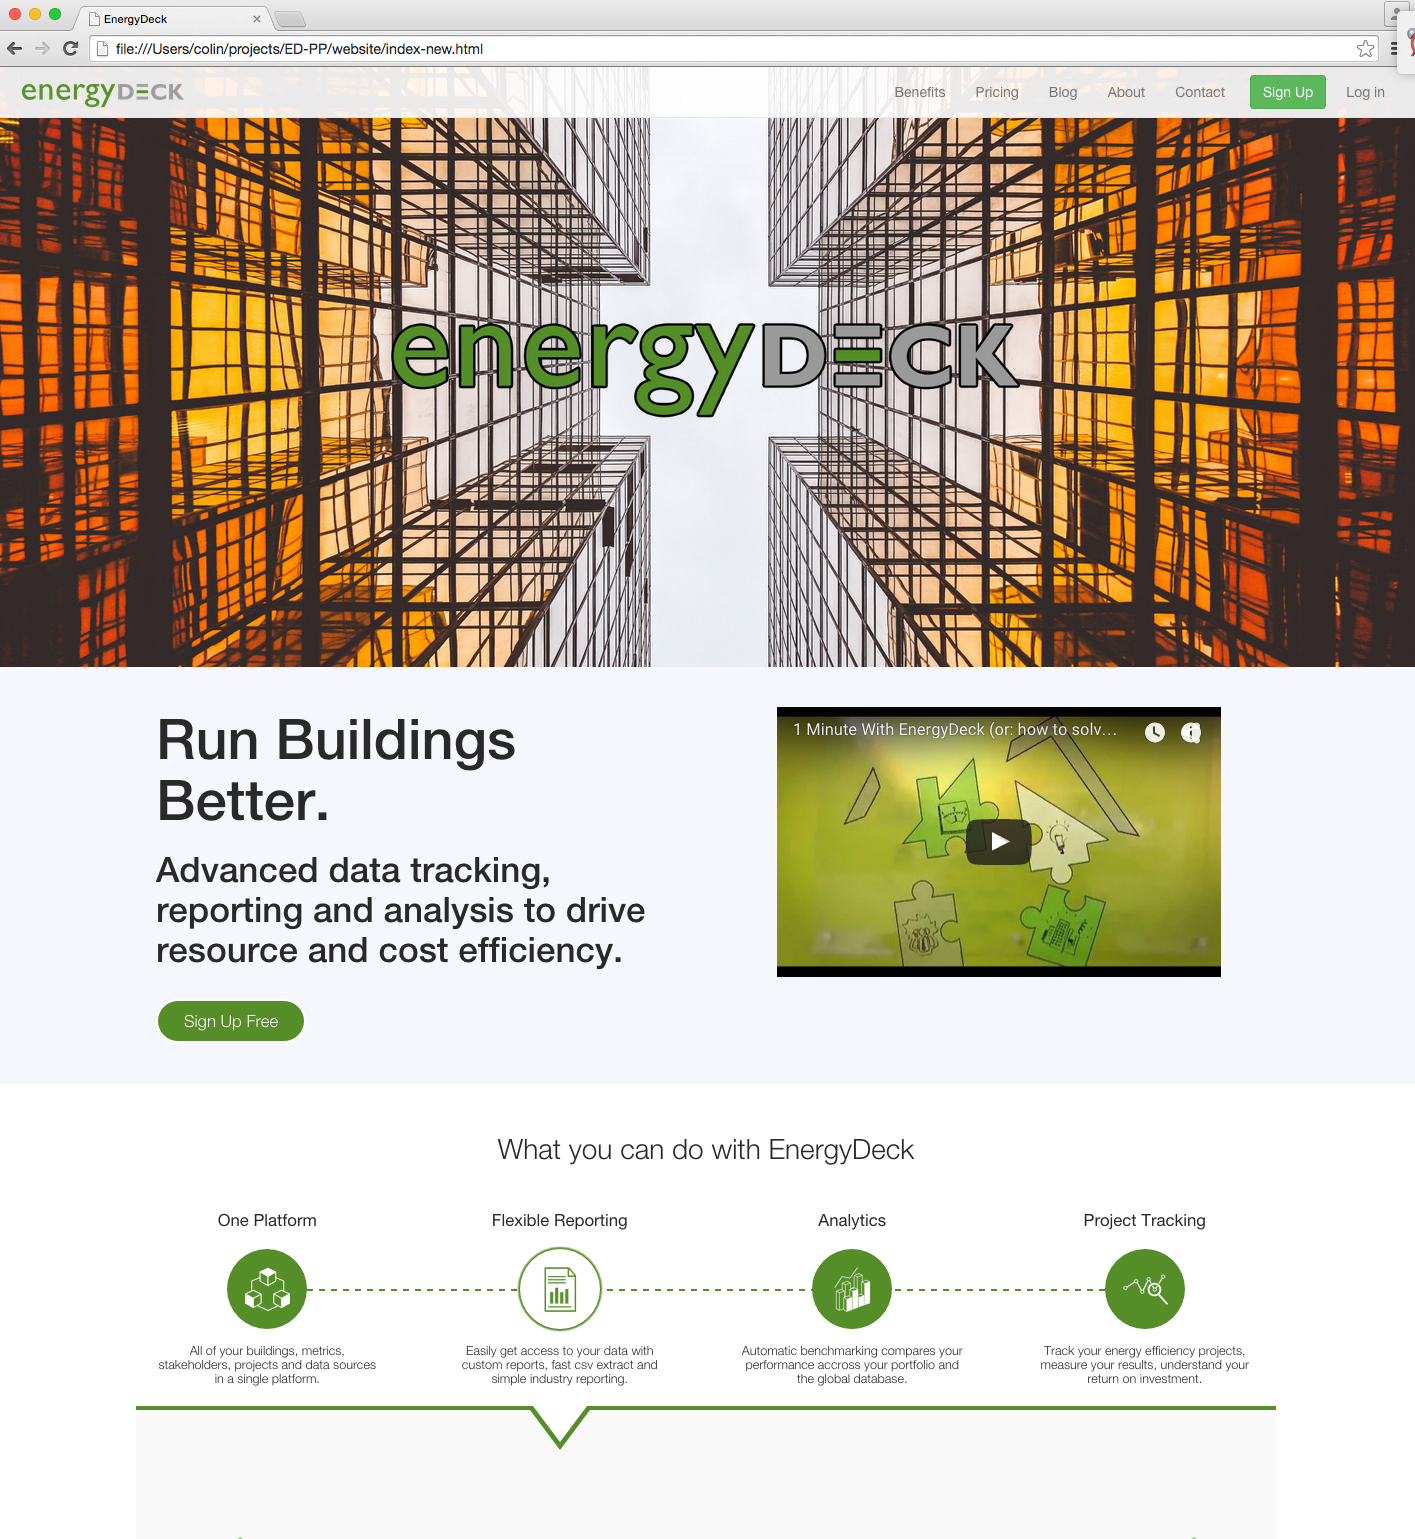 EnergyDeck
file:///Users/colin/projects/ED-PP/website/index-new.html
energyDECK
Benefits Pricing Blog About Contact Sign Up Log in
energyDECK
Run Buildings
Better.
Advanced data tracking,
reporting and analysis to drive
resource and cost efficiency.
Sign Up Free
1 Minute With EnergyDeck (or: how to solv...
What you can do with EnergyDeck
One Platform
All of your buildings, metrics,
stakeholders, projects and data sources
in a single platform.
Flexible Reporting
Easily get access to your data with
custom reports, fast csv extract and
simple industry reporting.
Analytics
Automatic benchmarking compares your
performance accross your portfolio and
the global database.
Project Tracking
Track your energy efficiency projects,
measure your results, understand your
return on investment.